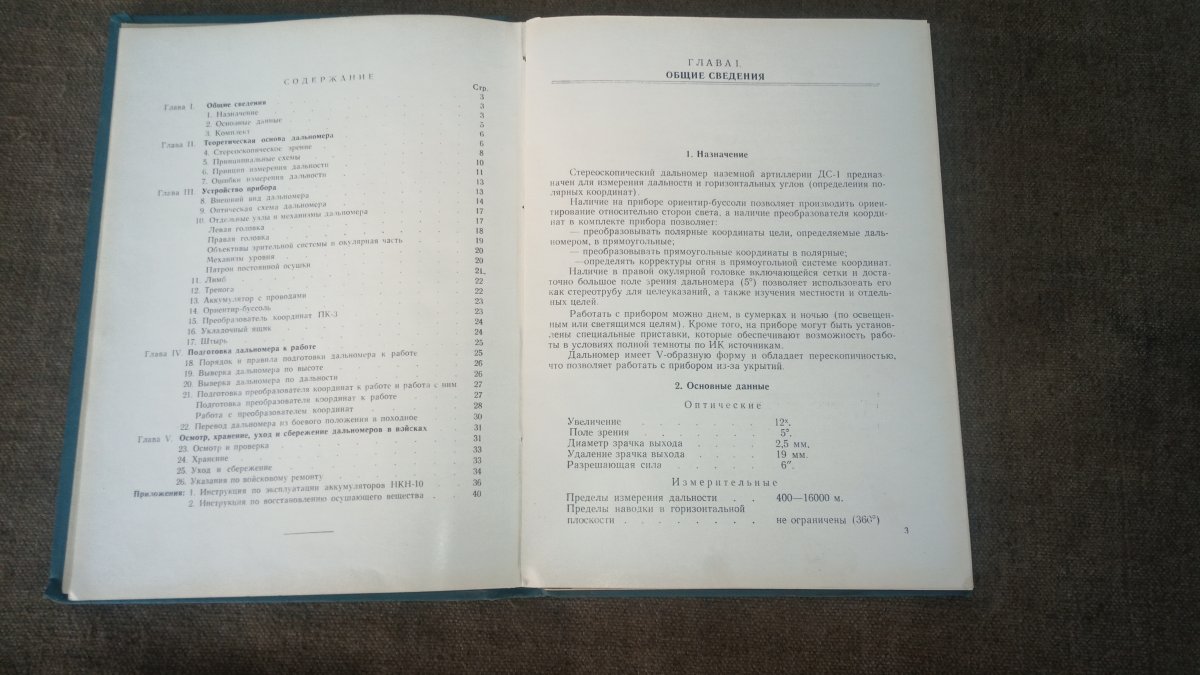 СОДЕРЖАНИЕ
Стр.
Глава I. Общие сведения . . . 3
1. Назначение . . . 3
2. Основные данные . . . 3
3. Комплект . . . 5
Глава II. Теоретическая основа дальномера . . . 6
4. Стереоскопическое зрение . . . 6
5. Принципиальные схемы . . . 8
6. Принцип измерения дальности . . . 10
7. Ошибки измерения дальности . . . 11
Глава III. Устройство прибора . . . 13
8. Внешний вид дальномера . . . 13
9. Оптическая схема дальномера . . . 14
10. Отдельные узлы и механизмы дальномера . . . 17
Левая головка . . . 17
Правая головка . . . 18
Объективы зрительной системы и окулярная часть . . . 19
Механизм уровня . . . 20
Патрон постоянной осушки . . . 20
11. Лимб . . . 21
12. Тренога . . . 22
13. Аккумулятор с проводами . . . 22
14. Ориентир-буссоль . . . 23
15. Преобразователь координат ПК-3 . . . 23
16. Укладочный ящик . . . 24
17. Штырь . . . 24
Глава IV. Подготовка дальномера к работе . . . 25
18. Порядок и правила подготовки дальномера к работе . . . 25
19. Выверка дальномера по высоте . . . 26
20. Выверка дальномера по дальности . . . 26
21. Подготовка преобразователя координат к работе и работа с ним . 27
Подготовка преобразователя координат к работе . . . 27
Работа с преобразователем координат . . . 28
22. Перевод дальномера из боевого положения в походное . . . 30
Глава V. Осмотр, хранение, уход и сбережение дальномеров в войсках . . . 31
23. Осмотр и проверка . . . 31
24. Хранение . . . 33
25. Уход и сбережение . . . 33
26. Указания по войсковому ремонту . . . 34
Приложения: 1. Инструкция по эксплуатации аккумуляторов НКН-10 . . . 36
2. Инструкция по восстановлению осушающего вещества . . . 40
ГЛАВА I.
ОБЩИЕ СВЕДЕНИЯ
1. Назначение
Стереоскопический дальномер наземной артиллерии ДС-1 предназ-
начен для измерения дальности и горизонтальных углов (определения по-
лярных координат).
Наличие на приборе ориентир-буссоли позволяет производить ориен-
тирование относительно сторон света, а наличие преобразователя коорди-
нат в комплекте прибора позволяет:
— преобразовывать полярные координаты цели, определяемые даль-
номером, в прямоугольные;
— преобразовывать прямоугольные координаты в полярные;
—определять корректуры огня в прямоугольной системе координат.
Наличие в правой окулярной головке включающейся сетки и доста-
точно большое поле зрения дальномера (5°) позволяет использовать его
как стереотрубу для целеуказаний, а также изучения местности и отдель-
ных целей.
Работать с прибором можно днем, в сумерках и ночью (по освещен-
ным или светящимся целям). Кроме того, на приборе могут быть установ-
лены специальные приставки, которые обеспечивают возможность рабо-
ты в условиях полной темноты по ИК источникам.
Дальномер имеет V-образную форму и обладает перескопичностью,
что позволяет работать с прибором из-за укрытий.
2. Основные данные
Оптические
Увеличение . . . 12ˣ.
Поле зрения . . . 5°.
Диаметр зрачка выхода . . . 2,5 мм.
Удаление зрачка выхода . . . 19 мм.
Разрешающая сила . . . 6″.
Измерительные
Пределы измерения дальности . . 400—16000 м.
Пределы наводки в горизонтальной
плоскости . . . не ограничены (360°)
3